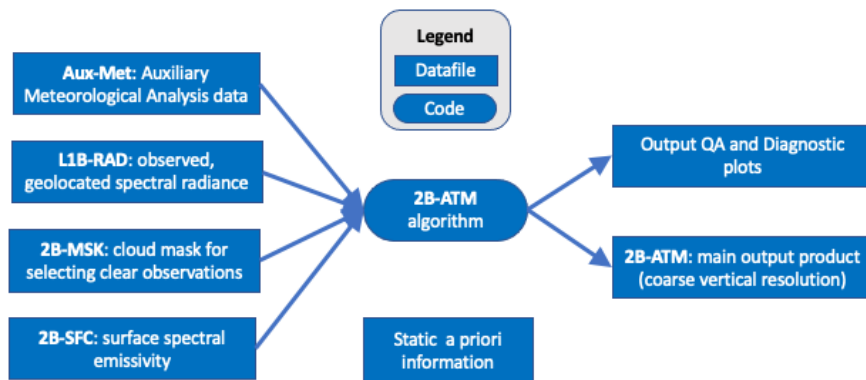 Legend
Datafile
Code
Aux-Met: Auxiliary
Meteorological Analysis data
L1B-RAD: observed,
geolocated spectral radiance
2B-MSK: cloud mask for
selecting clear observations
2B-SFC: surface spectral
emissivity
2B-ATM
algorithm
Static a priori
information
Output QA and Diagnostic
plots
2B-ATM: main output product
(coarse vertical resolution)